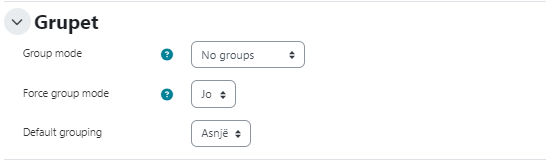 Grupet
Group mode ? No groups
Force group mode ? Jo
Default grouping Asnjë